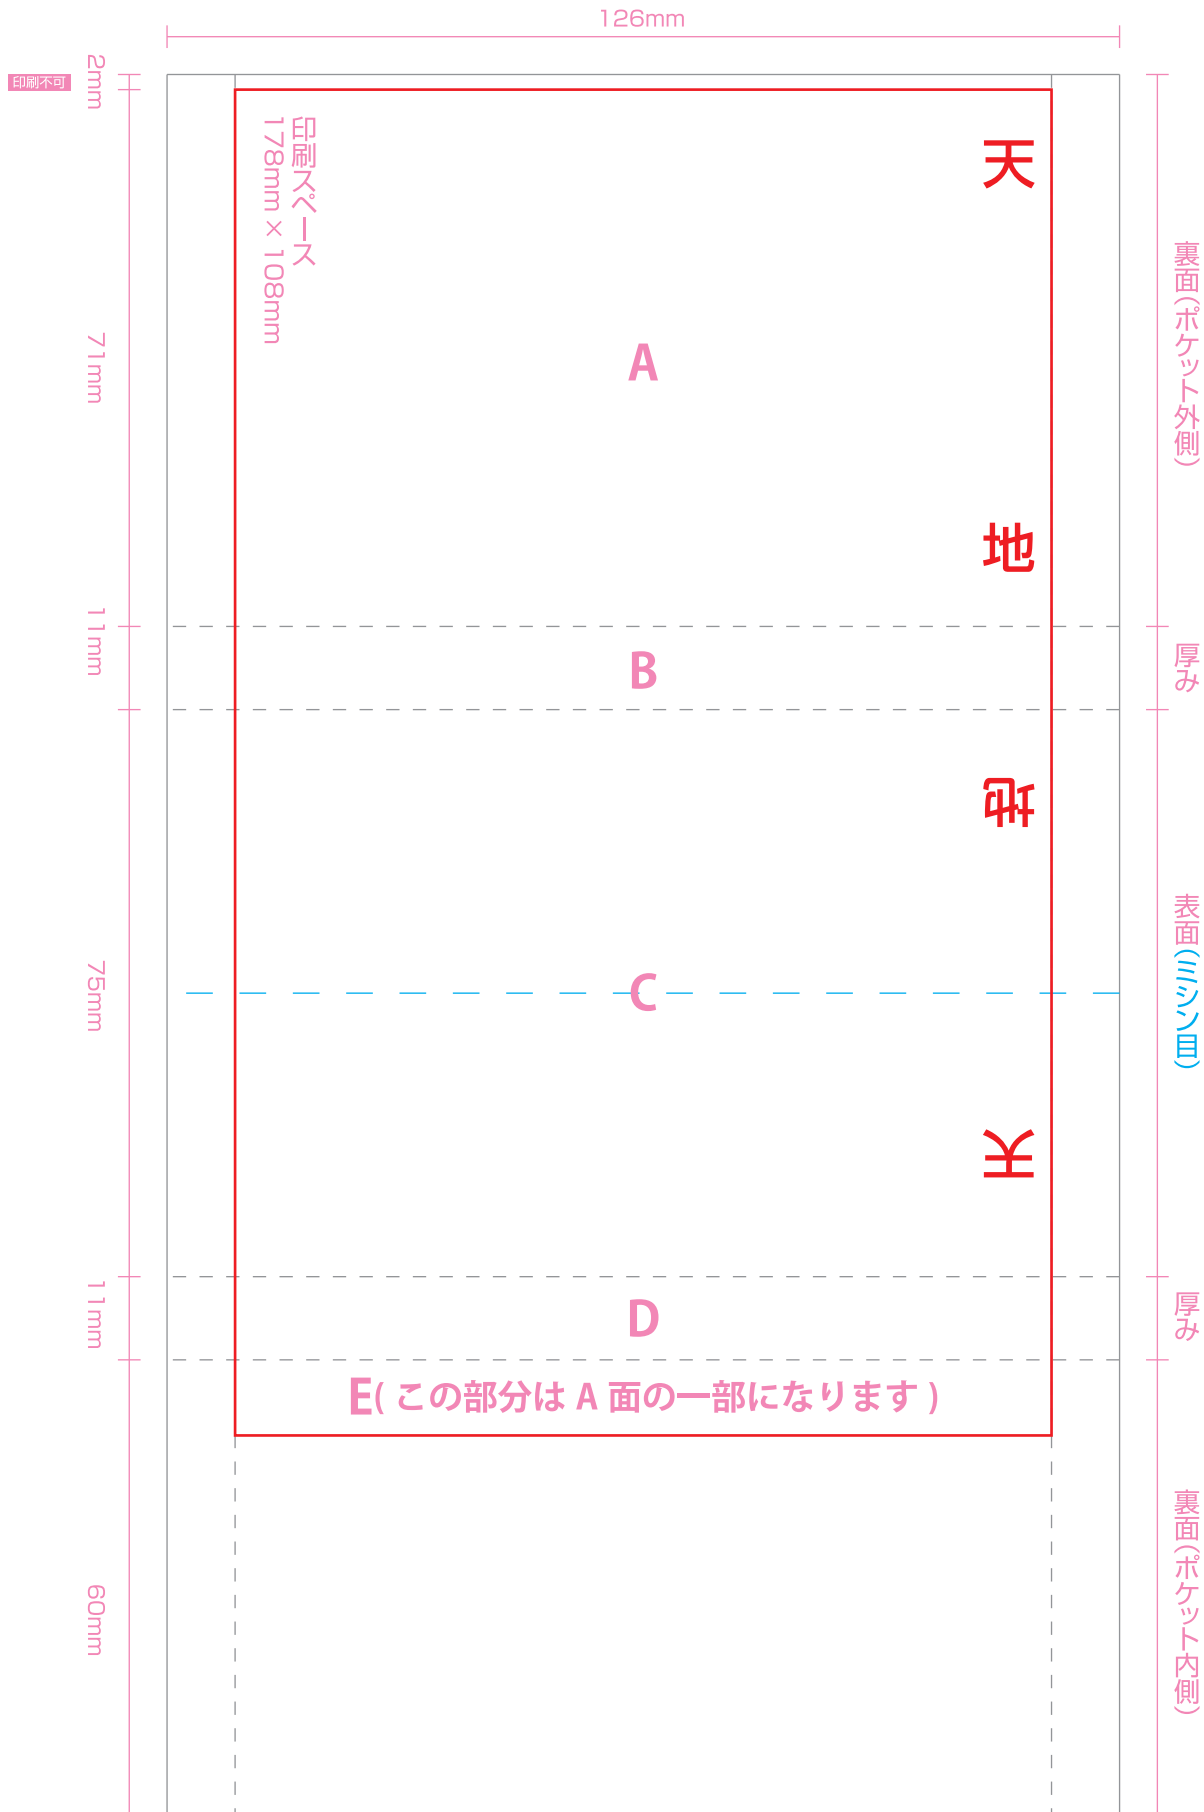 126mm
2mm
印刷不可
印刷スペース
178mm × 108mm
天
A
71mm
裏面(ポケット外側)
地
11mm
B
厚み
地
75mm
C
表面(ミシン目)
天
11mm
D
厚み
E( この部分は A 面の一部になります )
60mm
裏面(ポケット内側)